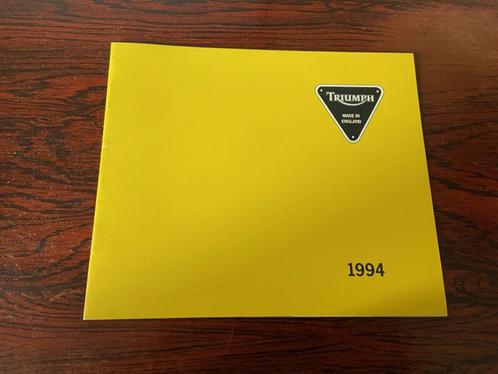 TRIUMPH
MADE IN
ENGLAND
1994